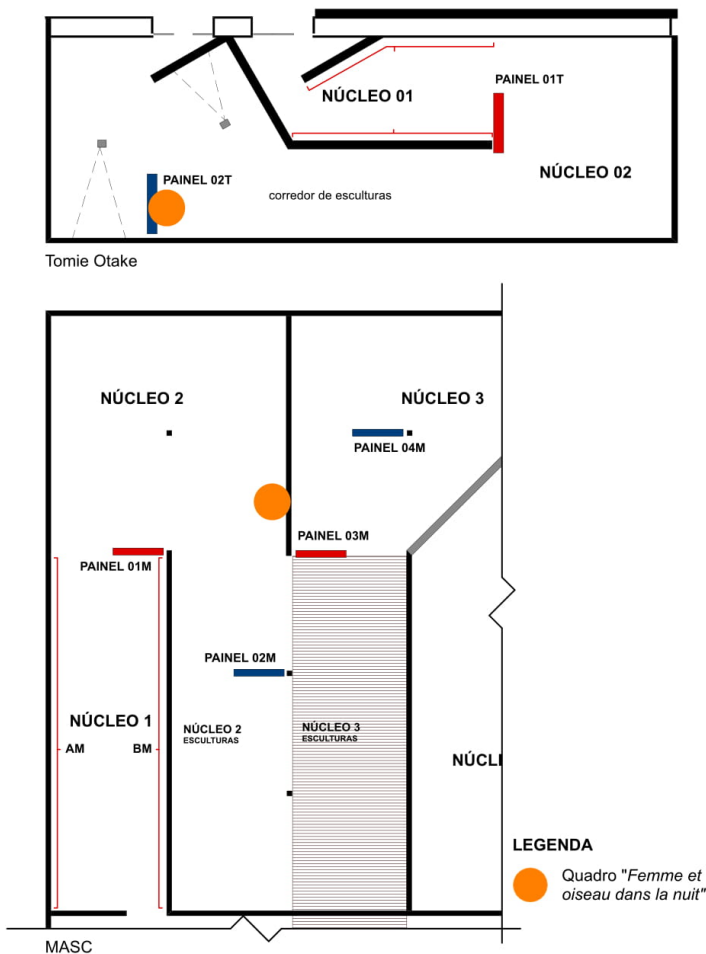 PAINEL 01T
NÚCLEO 01
NÚCLEO 02
PAINEL 02T
corredor de esculturas
Tomie Otake
NÚCLEO 2
NÚCLEO 3
PAINEL 04M
PAINEL 03M
PAINEL 01M
PAINEL 02M
NÚCLEO 1
AM
BM
NÚCLEO 2
ESCULTURAS
NÚCLEO 3
ESCULTURAS
NÚCL
LEGENDA
Quadro "Femme et
oiseau dans la nuit"
MASC